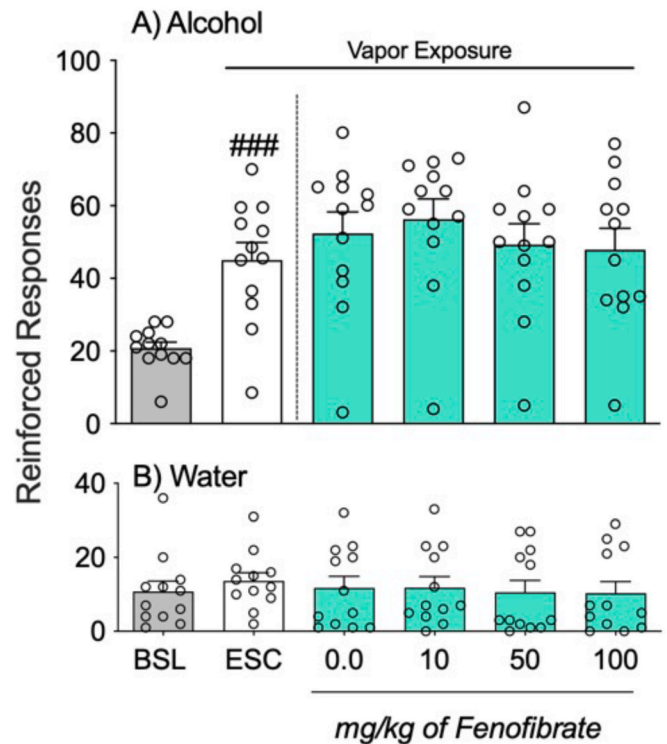 A) Alcohol
Vapor Exposure
100
80
60
40
20
0
###
Reinforced Responses
B) Water
40
20
0
BSL ESC 0.0 10 50 100
mg/kg of Fenofibrate